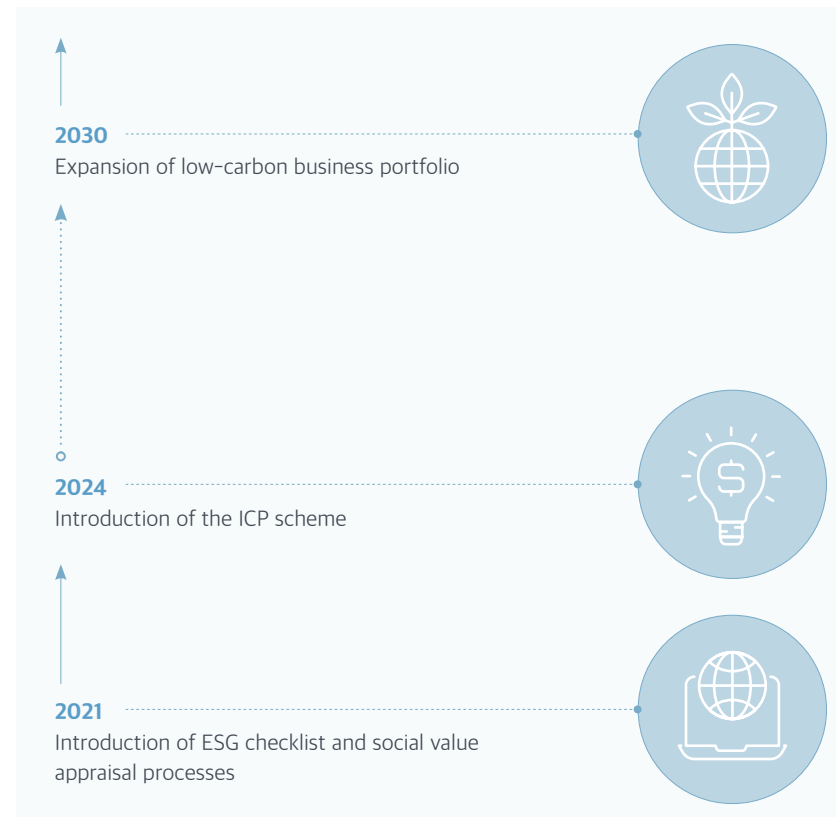 2030
Expansion of low-carbon business portfolio
2024
Introduction of the ICP scheme
2021
Introduction of ESG checklist and social value
appraisal processes